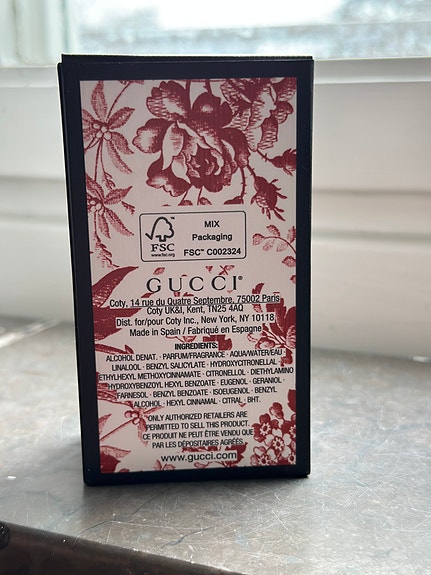 MIX
Packaging
FSC™ C002324
FSC
www.fsc.org
GUCCI®
Coty, 14 rue du Quatre Septembre, 75002 Paris
Coty UK&I, Kent, TN25 4AQ
Dist. for/pour Coty Inc., New York, NY 10118
Made in Spain / Fabriqué en Espagne
INGREDIENTS:
ALCOHOL DENAT. · PARFUM/FRAGRANCE · AQUA/WATER/EAU
LINALOOL · BENZYL SALICYLATE · HYDROXYCITRONELLAL
ETHYLHEXYL METHOXYCINNAMATE · CITRONELLOL · DIETHYLAMINO
HYDROXYBENZOYL HEXYL BENZOATE · EUGENOL · GERANIOL ·
FARNESOL · BENZYL BENZOATE · ISOEUGENOL · BENZYL
ALCOHOL · HEXYL CINNAMAL · CITRAL · BHT.
ONLY AUTHORIZED RETAILERS ARE
PERMITTED TO SELL THIS PRODUCT.
CE PRODUIT NE PEUT ÊTRE VENDU QUE
PAR LES DÉPOSITAIRES AGRÉÉS.
www.gucci.com